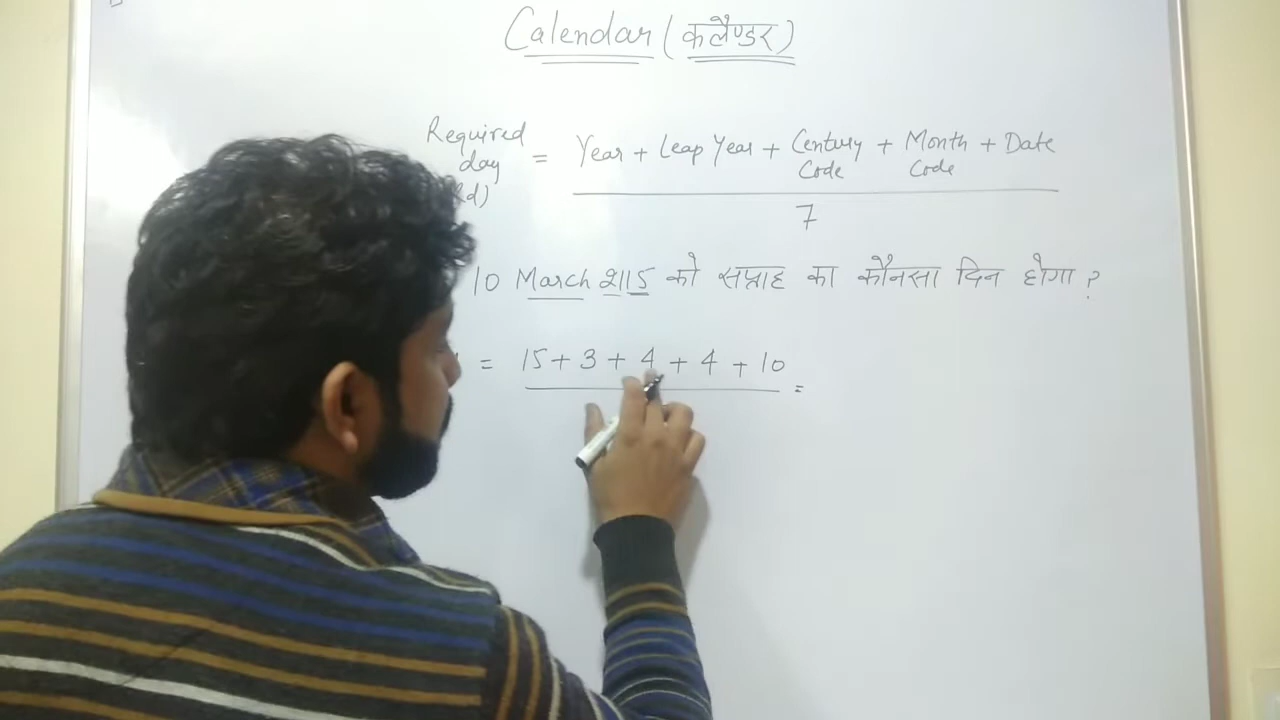 Calendar (कलैण्डर)
Required day = Year + Leap Year + Century Code + Month Code + Date
7
10 March 2115 को सप्ताह का कौनसा दिन होगा ?
= 15 + 3 + 4 + 4 + 10 =